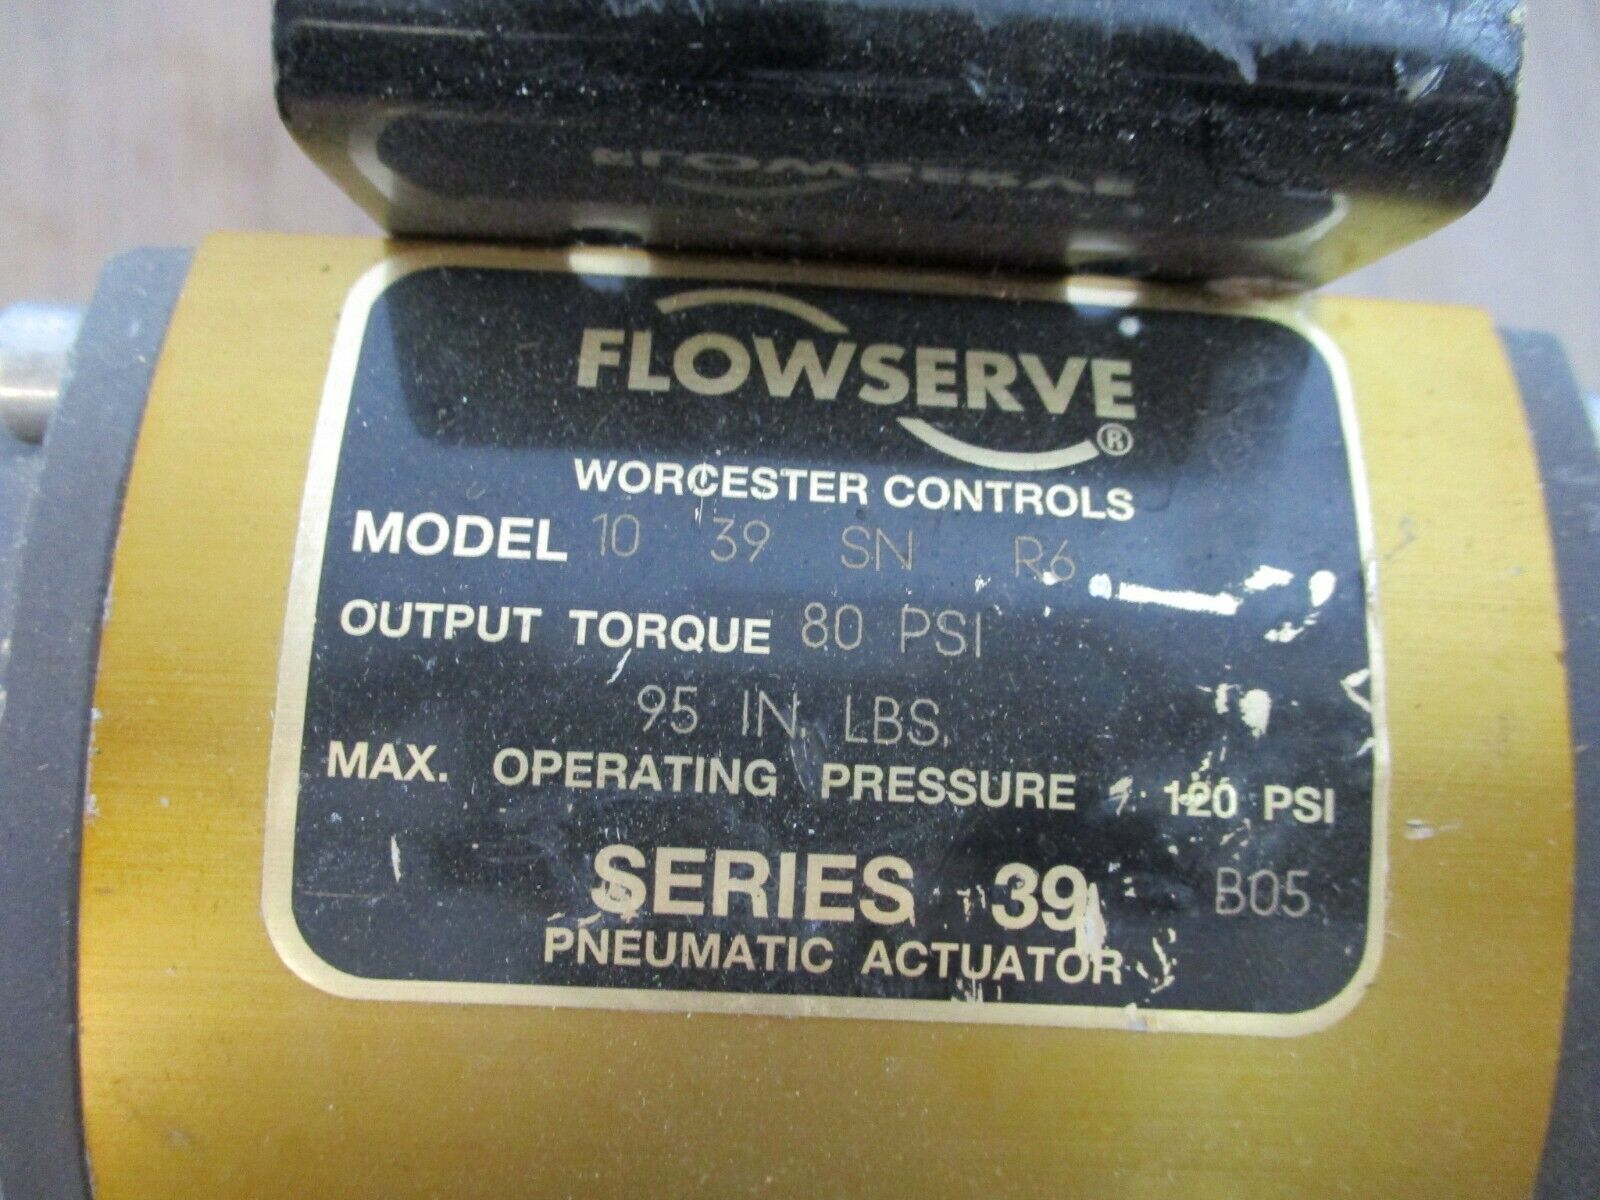 FLOWSERVE®
WORCESTER CONTROLS
MODEL 10 39 SN R6
OUTPUT TORQUE 80 PSI
95 IN. LBS.
MAX. OPERATING PRESSURE 120 PSI
SERIES 39 B05
PNEUMATIC ACTUATOR